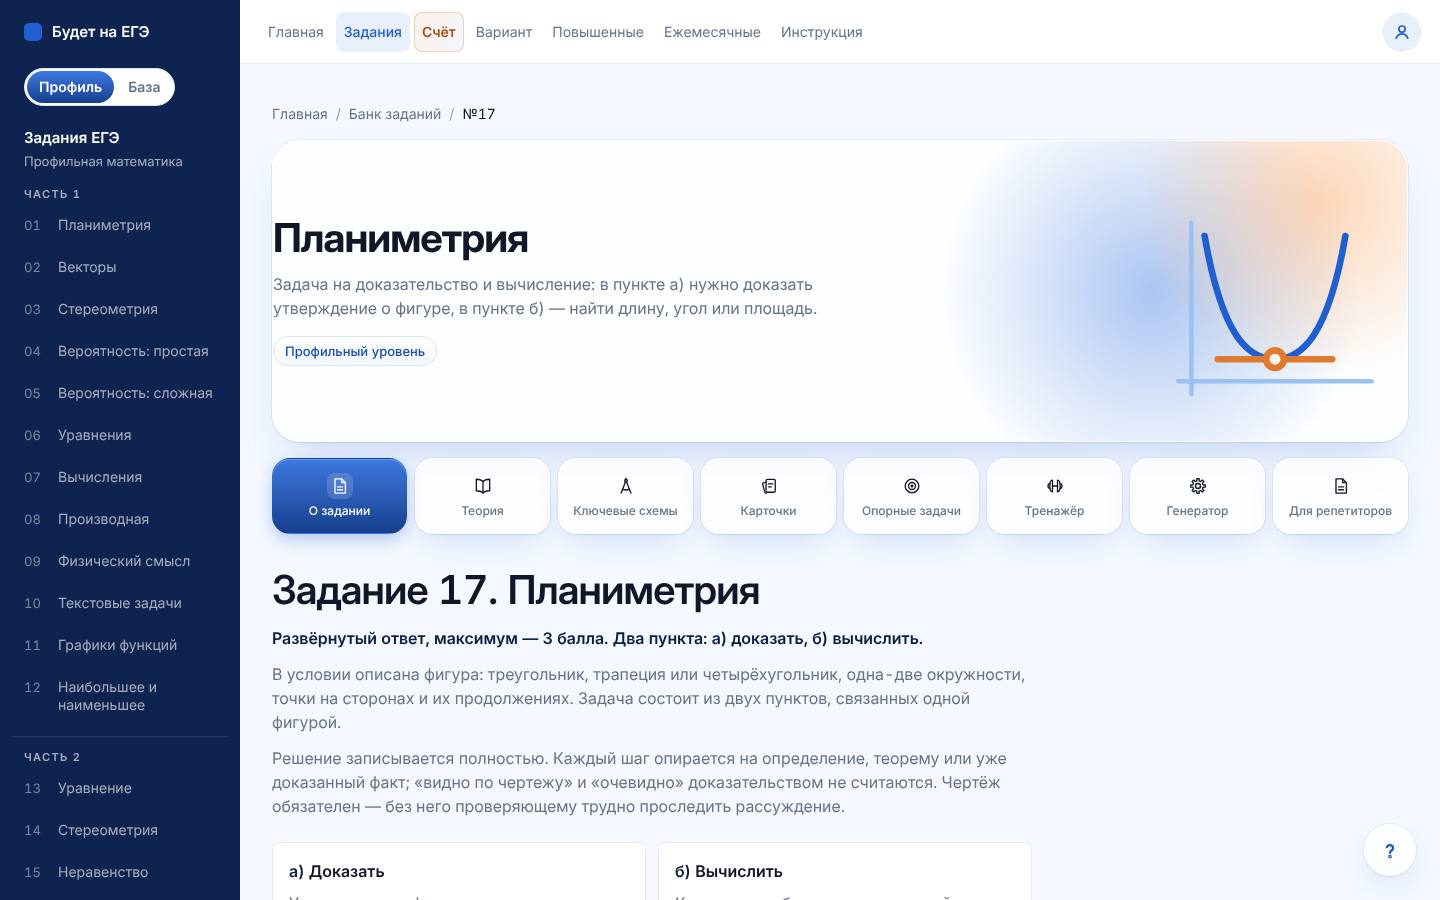 Будет на ЕГЭ
Профиль База
Задания ЕГЭ
Профильная математика
ЧАСТЬ 1
01 Планиметрия
02 Векторы
03 Стереометрия
04 Вероятность: простая
05 Вероятность: сложная
06 Уравнения
07 Вычисления
08 Производная
09 Физический смысл
10 Текстовые задачи
11 Графики функций
12 Наибольшее и
наименьшее
ЧАСТЬ 2
13 Уравнение
14 Стереометрия
15 Неравенство
Главная Задания Счёт Вариант Повышенные Ежемесячные Инструкция
Главная / Банк заданий / №17
Планиметрия
Задача на доказательство и вычисление: в пункте а) нужно доказать
утверждение о фигуре, в пункте б) — найти длину, угол или площадь.
Профильный уровень
О задании Теория Ключевые схемы Карточки Опорные задачи Тренажёр Генератор Для репетиторов
Задание 17. Планиметрия
Развёрнутый ответ, максимум — 3 балла. Два пункта: а) доказать, б) вычислить.
В условии описана фигура: треугольник, трапеция или четырёхугольник, одна-две окружности,
точки на сторонах и их продолжениях. Задача состоит из двух пунктов, связанных одной
фигурой.
Решение записывается полностью. Каждый шаг опирается на определение, теорему или уже
доказанный факт; «видно по чертежу» и «очевидно» доказательством не считаются. Чертёж
обязателен — без него проверяющему трудно проследить рассуждение.
а) Доказать
б) Вычислить
?